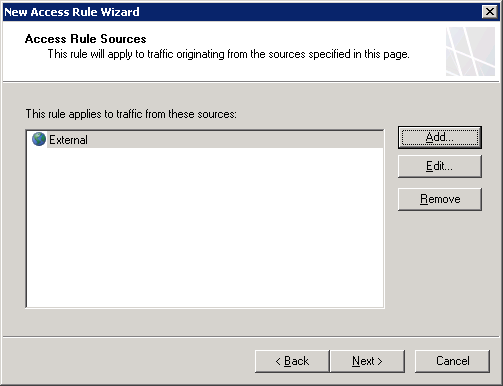 New Access Rule Wizard
Access Rule Sources
This rule will apply to traffic originating from the sources specified in this page.
This rule applies to traffic from these sources:
External
Add...
Edit...
Remove
< Back
Next >
Cancel